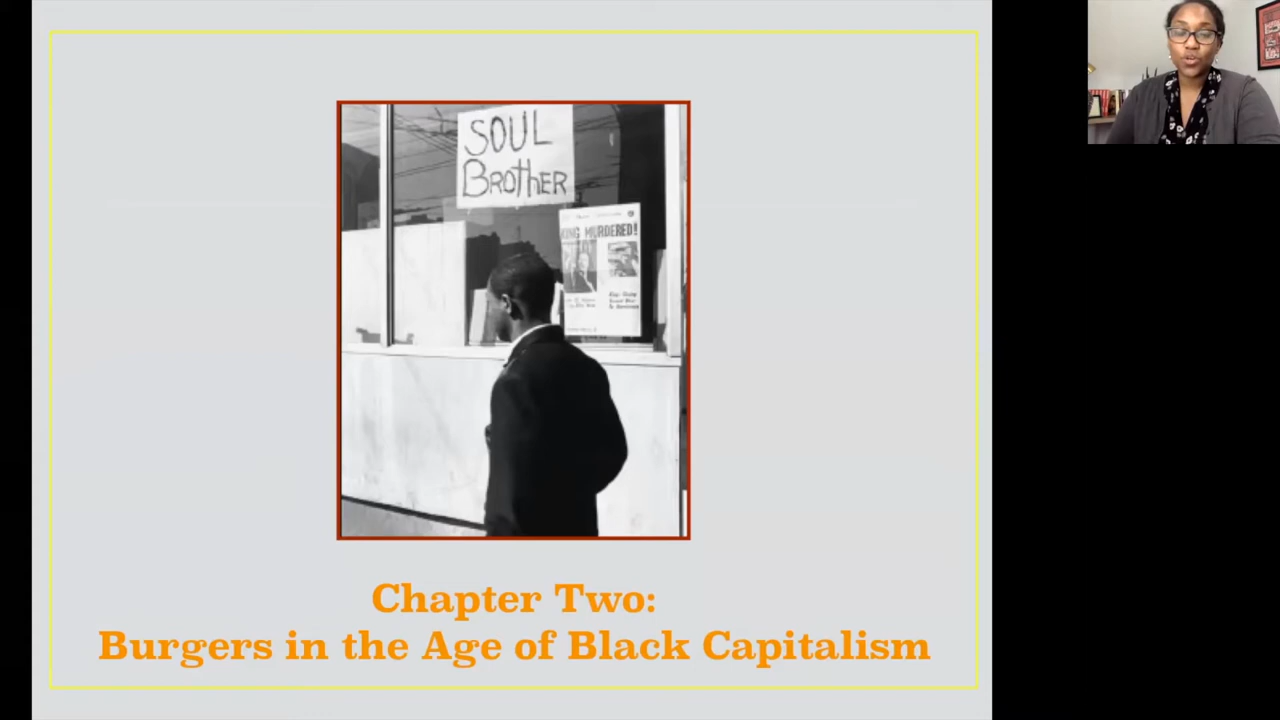 SOUL
BROTHER
KING MURDERED!
Chapter Two:
Burgers in the Age of Black Capitalism